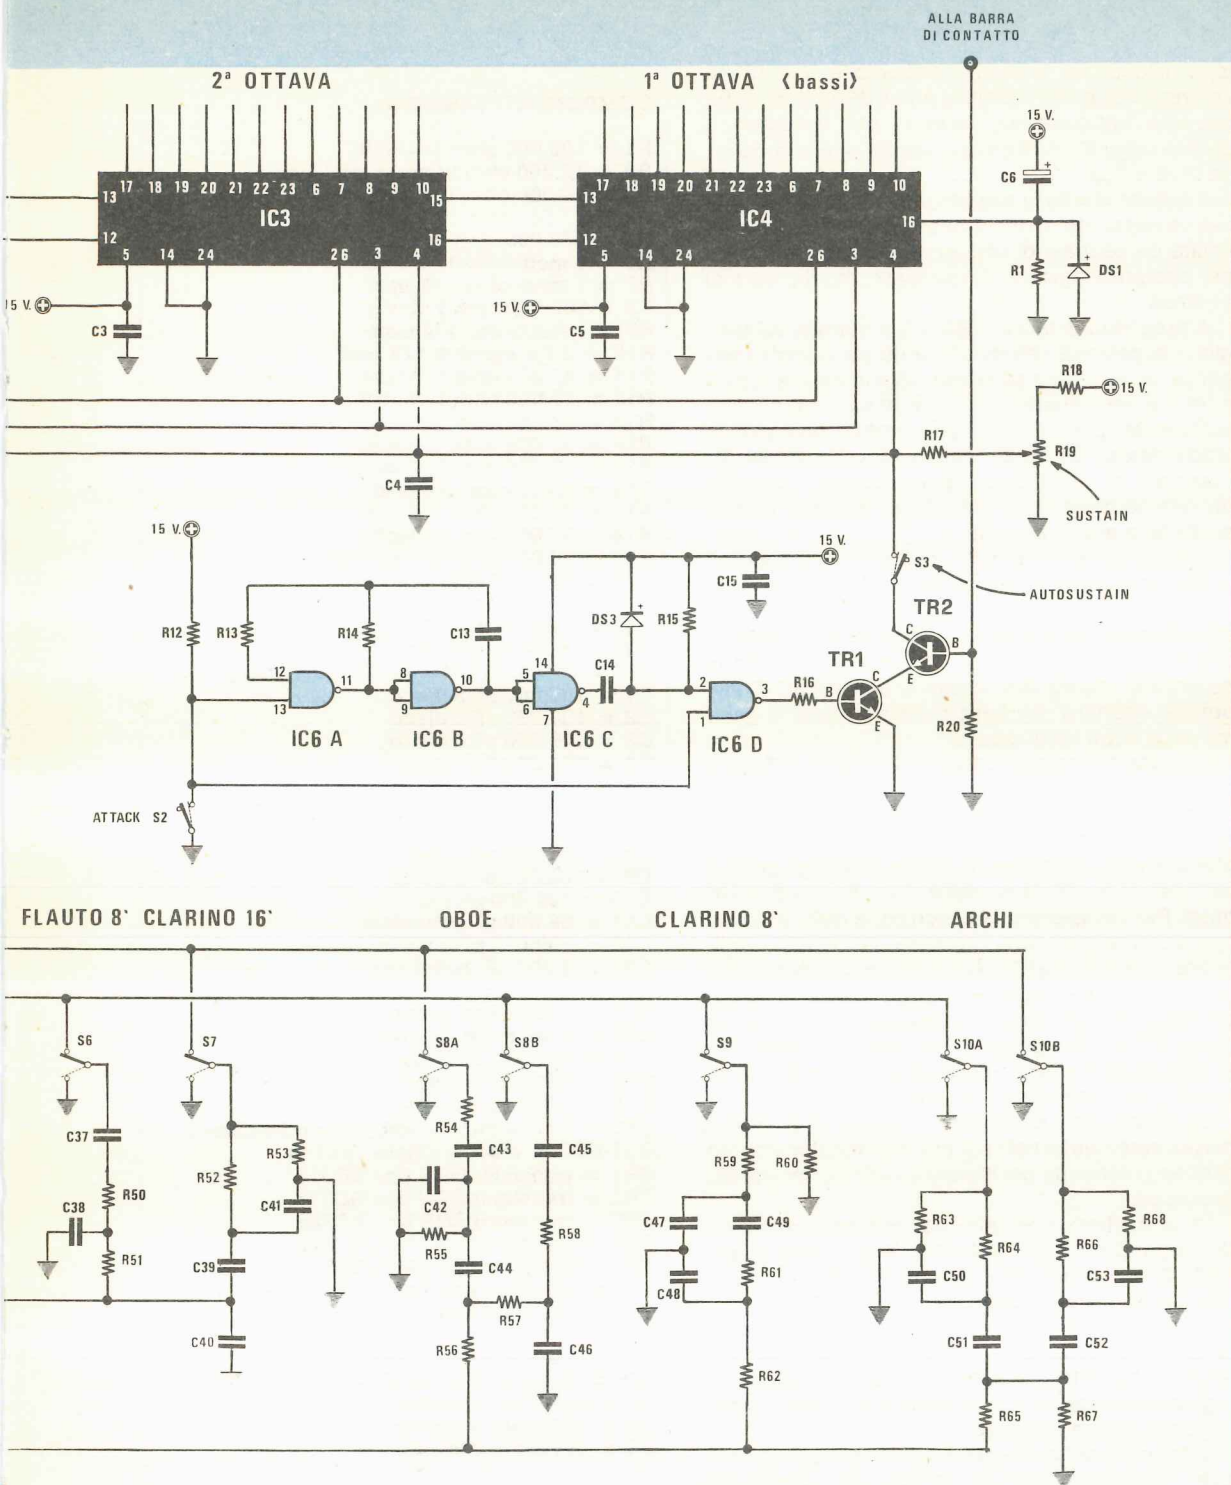 ALLA BARRA
DI CONTATTO
2ª OTTAVA
1ª OTTAVA <bassi>
15 V.
C6
+
17 18 19 20 21 22 23 6 7 8 9 10
13
15
IC3
12
16
5 14 24 26 3 4
17 18 19 20 21 22 23 6 7 8 9 10
13
16
IC4
12
5 14 24 26 3 4
R1
+
DS1
15 V.
C3
15 V.
C5
R18
15 V.
R17
R19
C4
SUSTAIN
15 V.
15 V.
S3
C15
AUTOSUSTAIN
TR2
R12
R13
R14
C13
DS3
+
R15
C
B
E
TR1
14
C14
12
11
13
8
10
9
5
4
6
7
2
3
1
R16
B
C
E
R20
IC6 A
IC6 B
IC6 C
IC6 D
ATTACK S2
FLAUTO 8' CLARINO 16'
OBOE
CLARINO 8'
ARCHI
S6
S7
S8A
S8B
S9
S10A
S10B
C37
R54
R53
C43
C45
R59
R60
R52
C42
C38
R50
C41
C47
C49
R63
R68
R55
R58
R64
R66
R51
C39
C44
R61
C50
C53
C48
R57
C40
R56
C46
C51
C52
R62
R65
R67